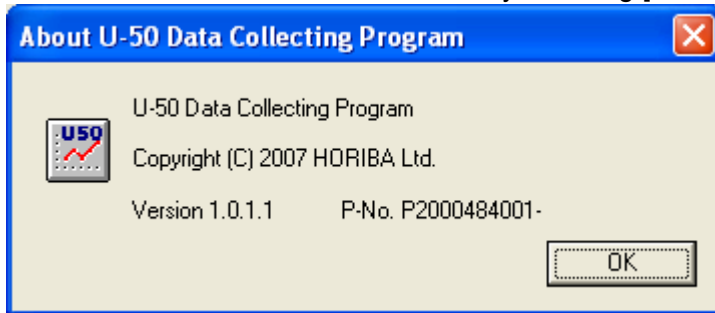 About U-50 Data Collecting Program
U50
U-50 Data Collecting Program
Copyright (C) 2007 HORIBA Ltd.
Version 1.0.1.1 P-No. P2000484001-
OK